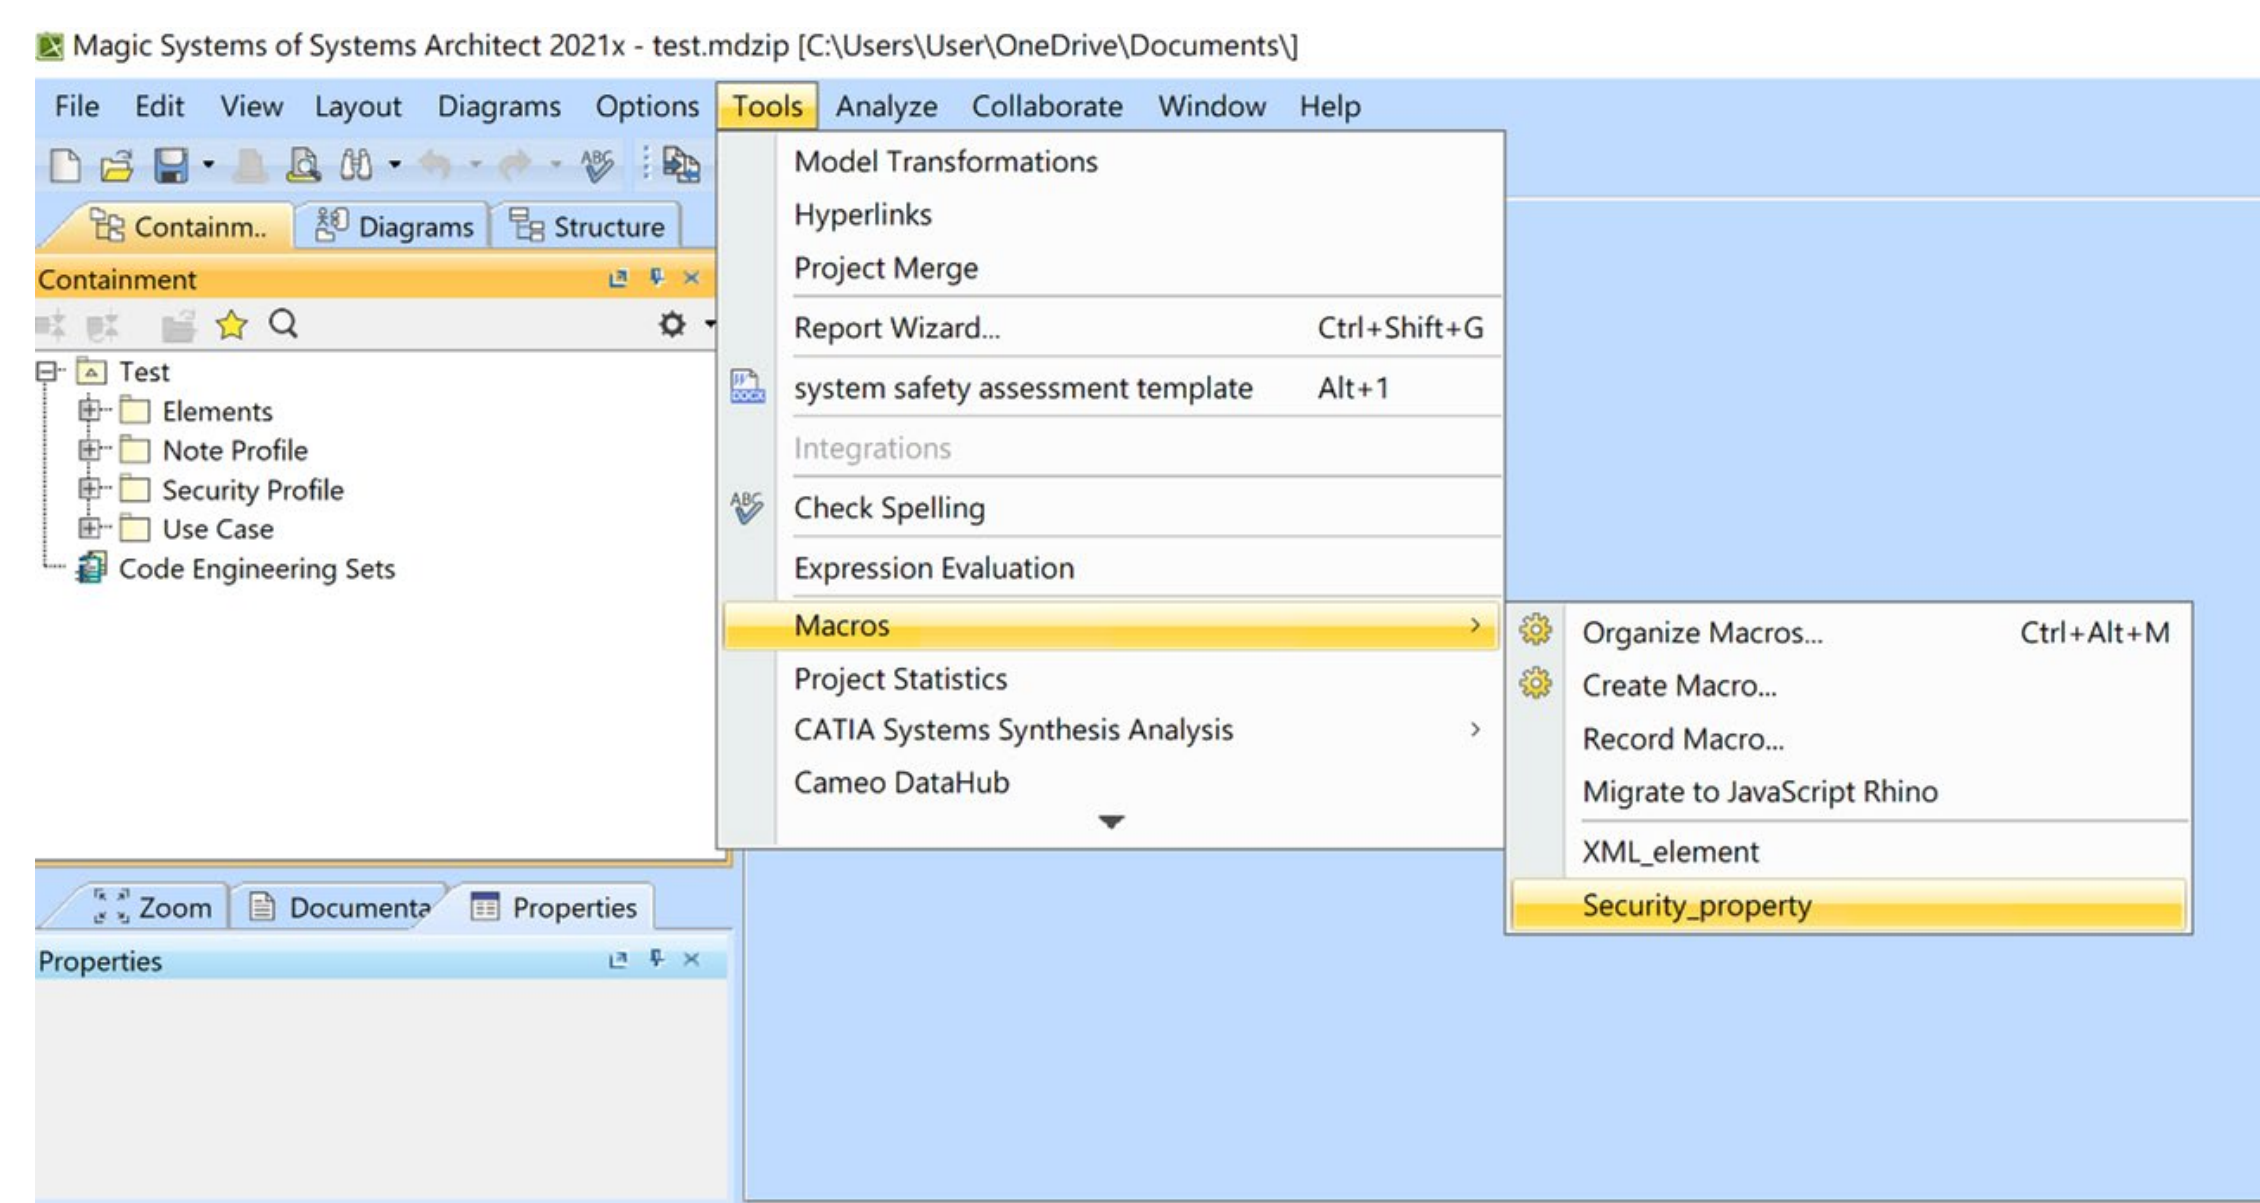 Magic Systems of Systems Architect 2021x - test.mdzip [C:\Users\User\OneDrive\Documents\]
File Edit View Layout Diagrams Options Tools Analyze Collaborate Window Help
ABC
Containm.. Diagrams Structure
Containment
Test
Elements
Note Profile
Security Profile
Use Case
Code Engineering Sets
Model Transformations
Hyperlinks
Project Merge
Report Wizard... Ctrl+Shift+G
DOCX
system safety assessment template Alt+1
Integrations
ABC
Check Spelling
Expression Evaluation
Macros
Project Statistics
CATIA Systems Synthesis Analysis
Cameo DataHub
Organize Macros... Ctrl+Alt+M
Create Macro...
Record Macro...
Migrate to JavaScript Rhino
XML_element
Security_property
Zoom Documenta Properties
Properties